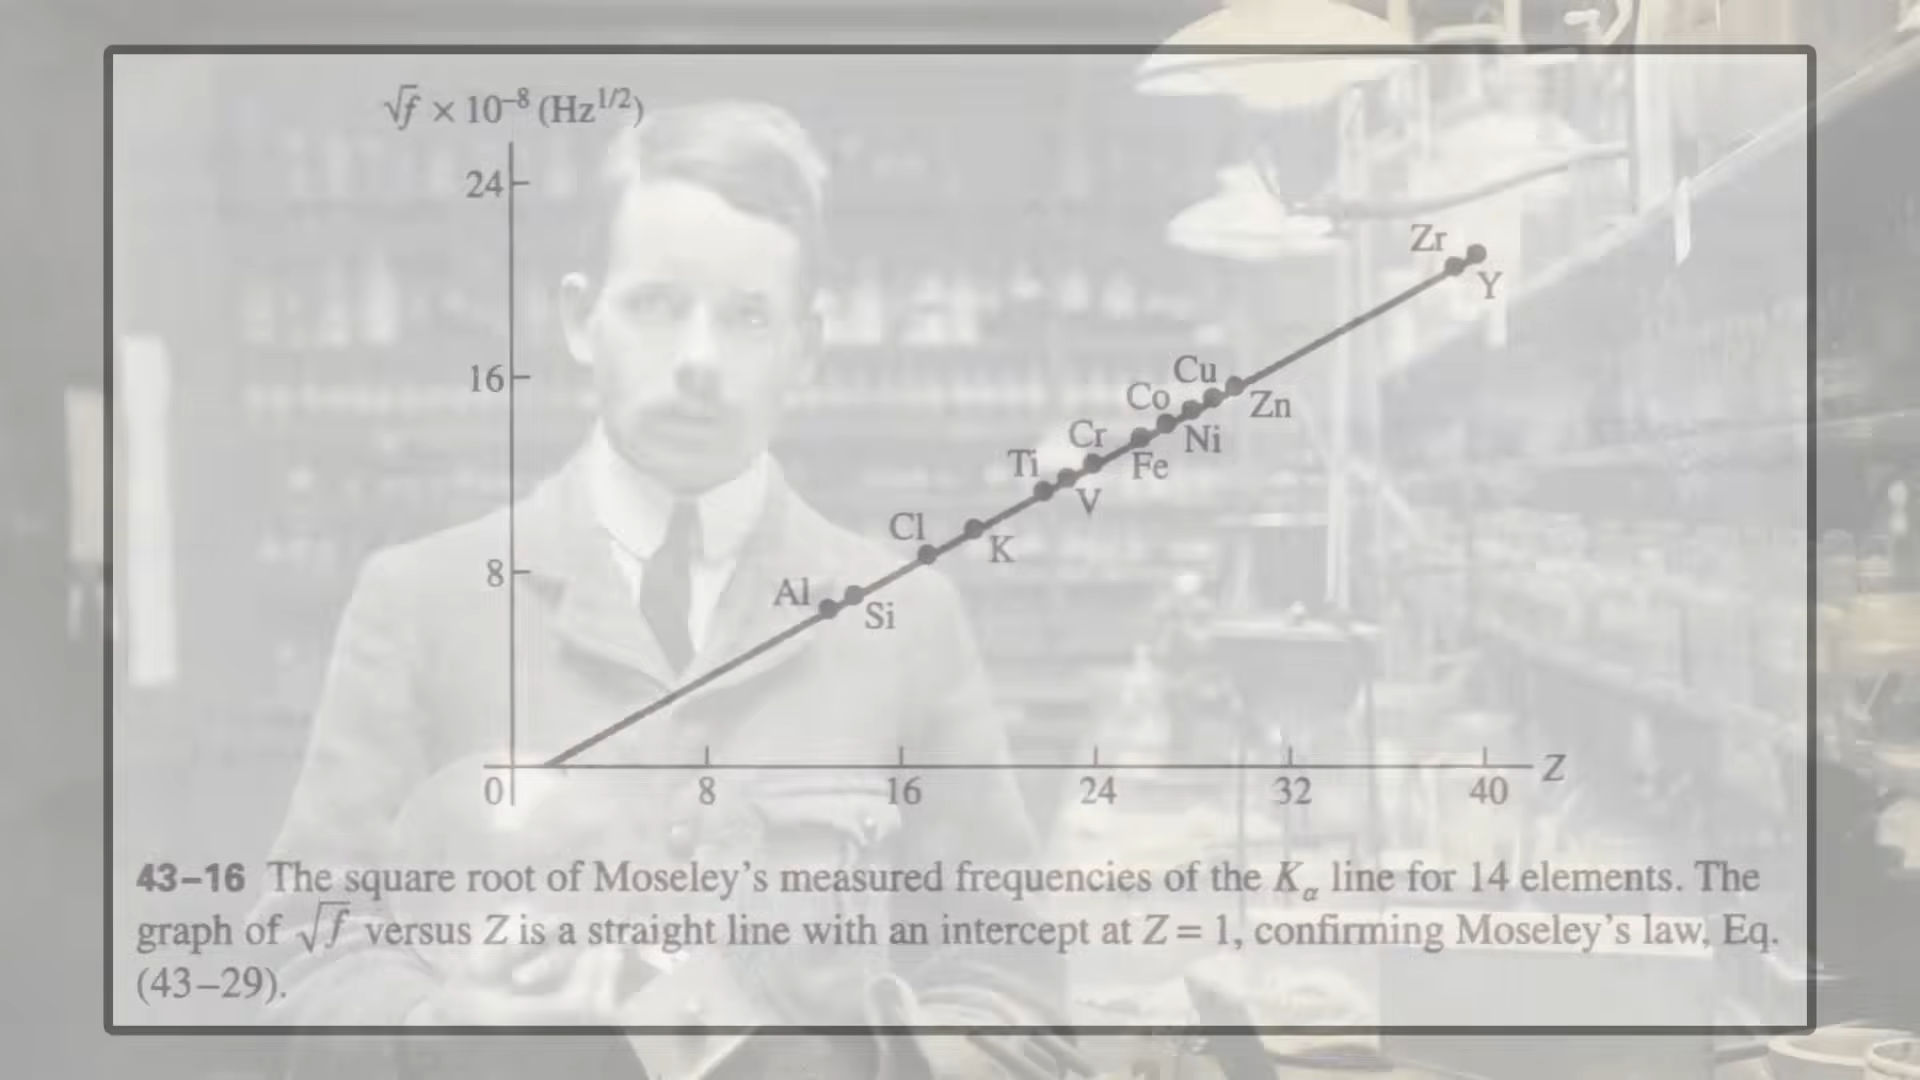 √f × 10⁻⁸ (Hz¹/²)
24
Zr
Y
16
Cu
Co
Zn
Cr
Ni
Ti
Fe
V
Cl
K
8
Al
Si
Z
0 8 16 24 32 40
43–16 The square root of Moseley's measured frequencies of the Kα line for 14 elements. The
graph of √f versus Z is a straight line with an intercept at Z = 1, confirming Moseley's law, Eq.
(43–29).